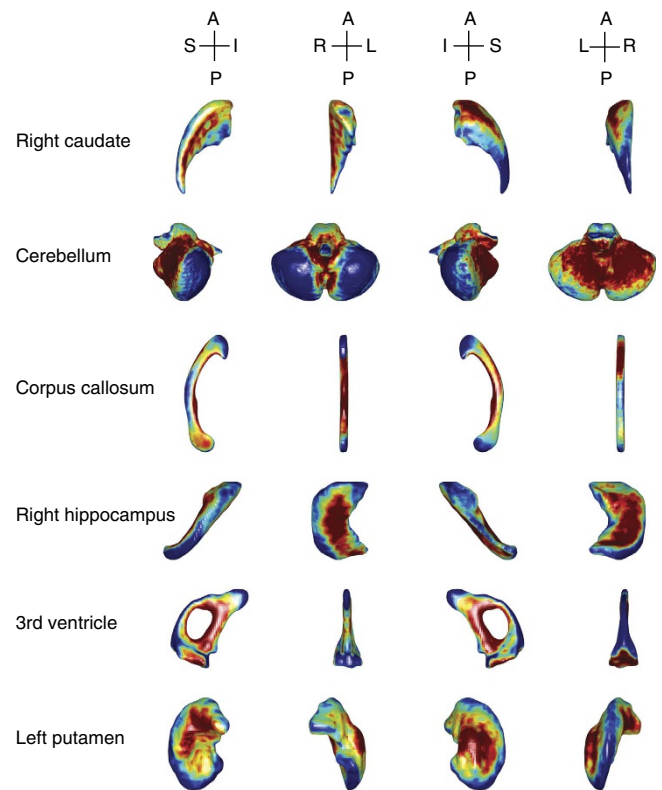 A A A A
S I R L I S L R
P P P P
Right caudate
Cerebellum
Corpus callosum
Right hippocampus
3rd ventricle
Left putamen